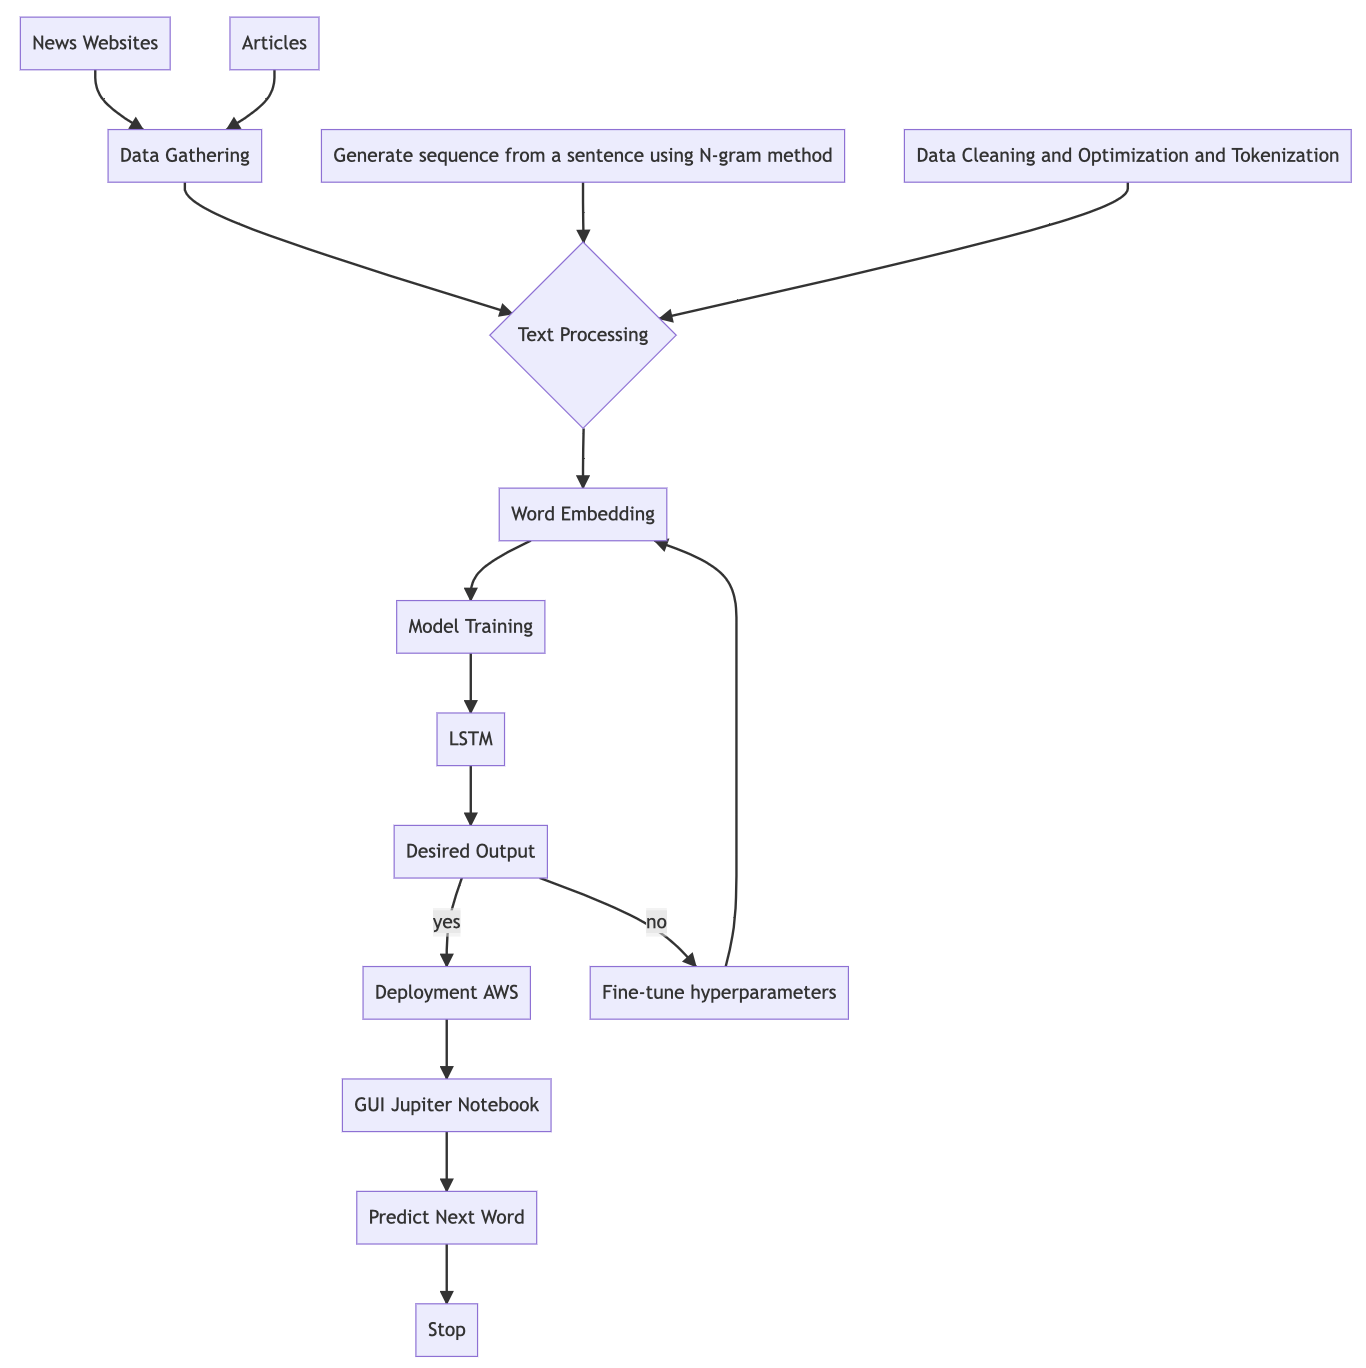 News Websites
Articles
Data Gathering
Generate sequence from a sentence using N-gram method
Data Cleaning and Optimization and Tokenization
Text Processing
Word Embedding
Model Training
LSTM
Desired Output
yes
no
Deployment AWS
Fine-tune hyperparameters
GUI Jupiter Notebook
Predict Next Word
Stop